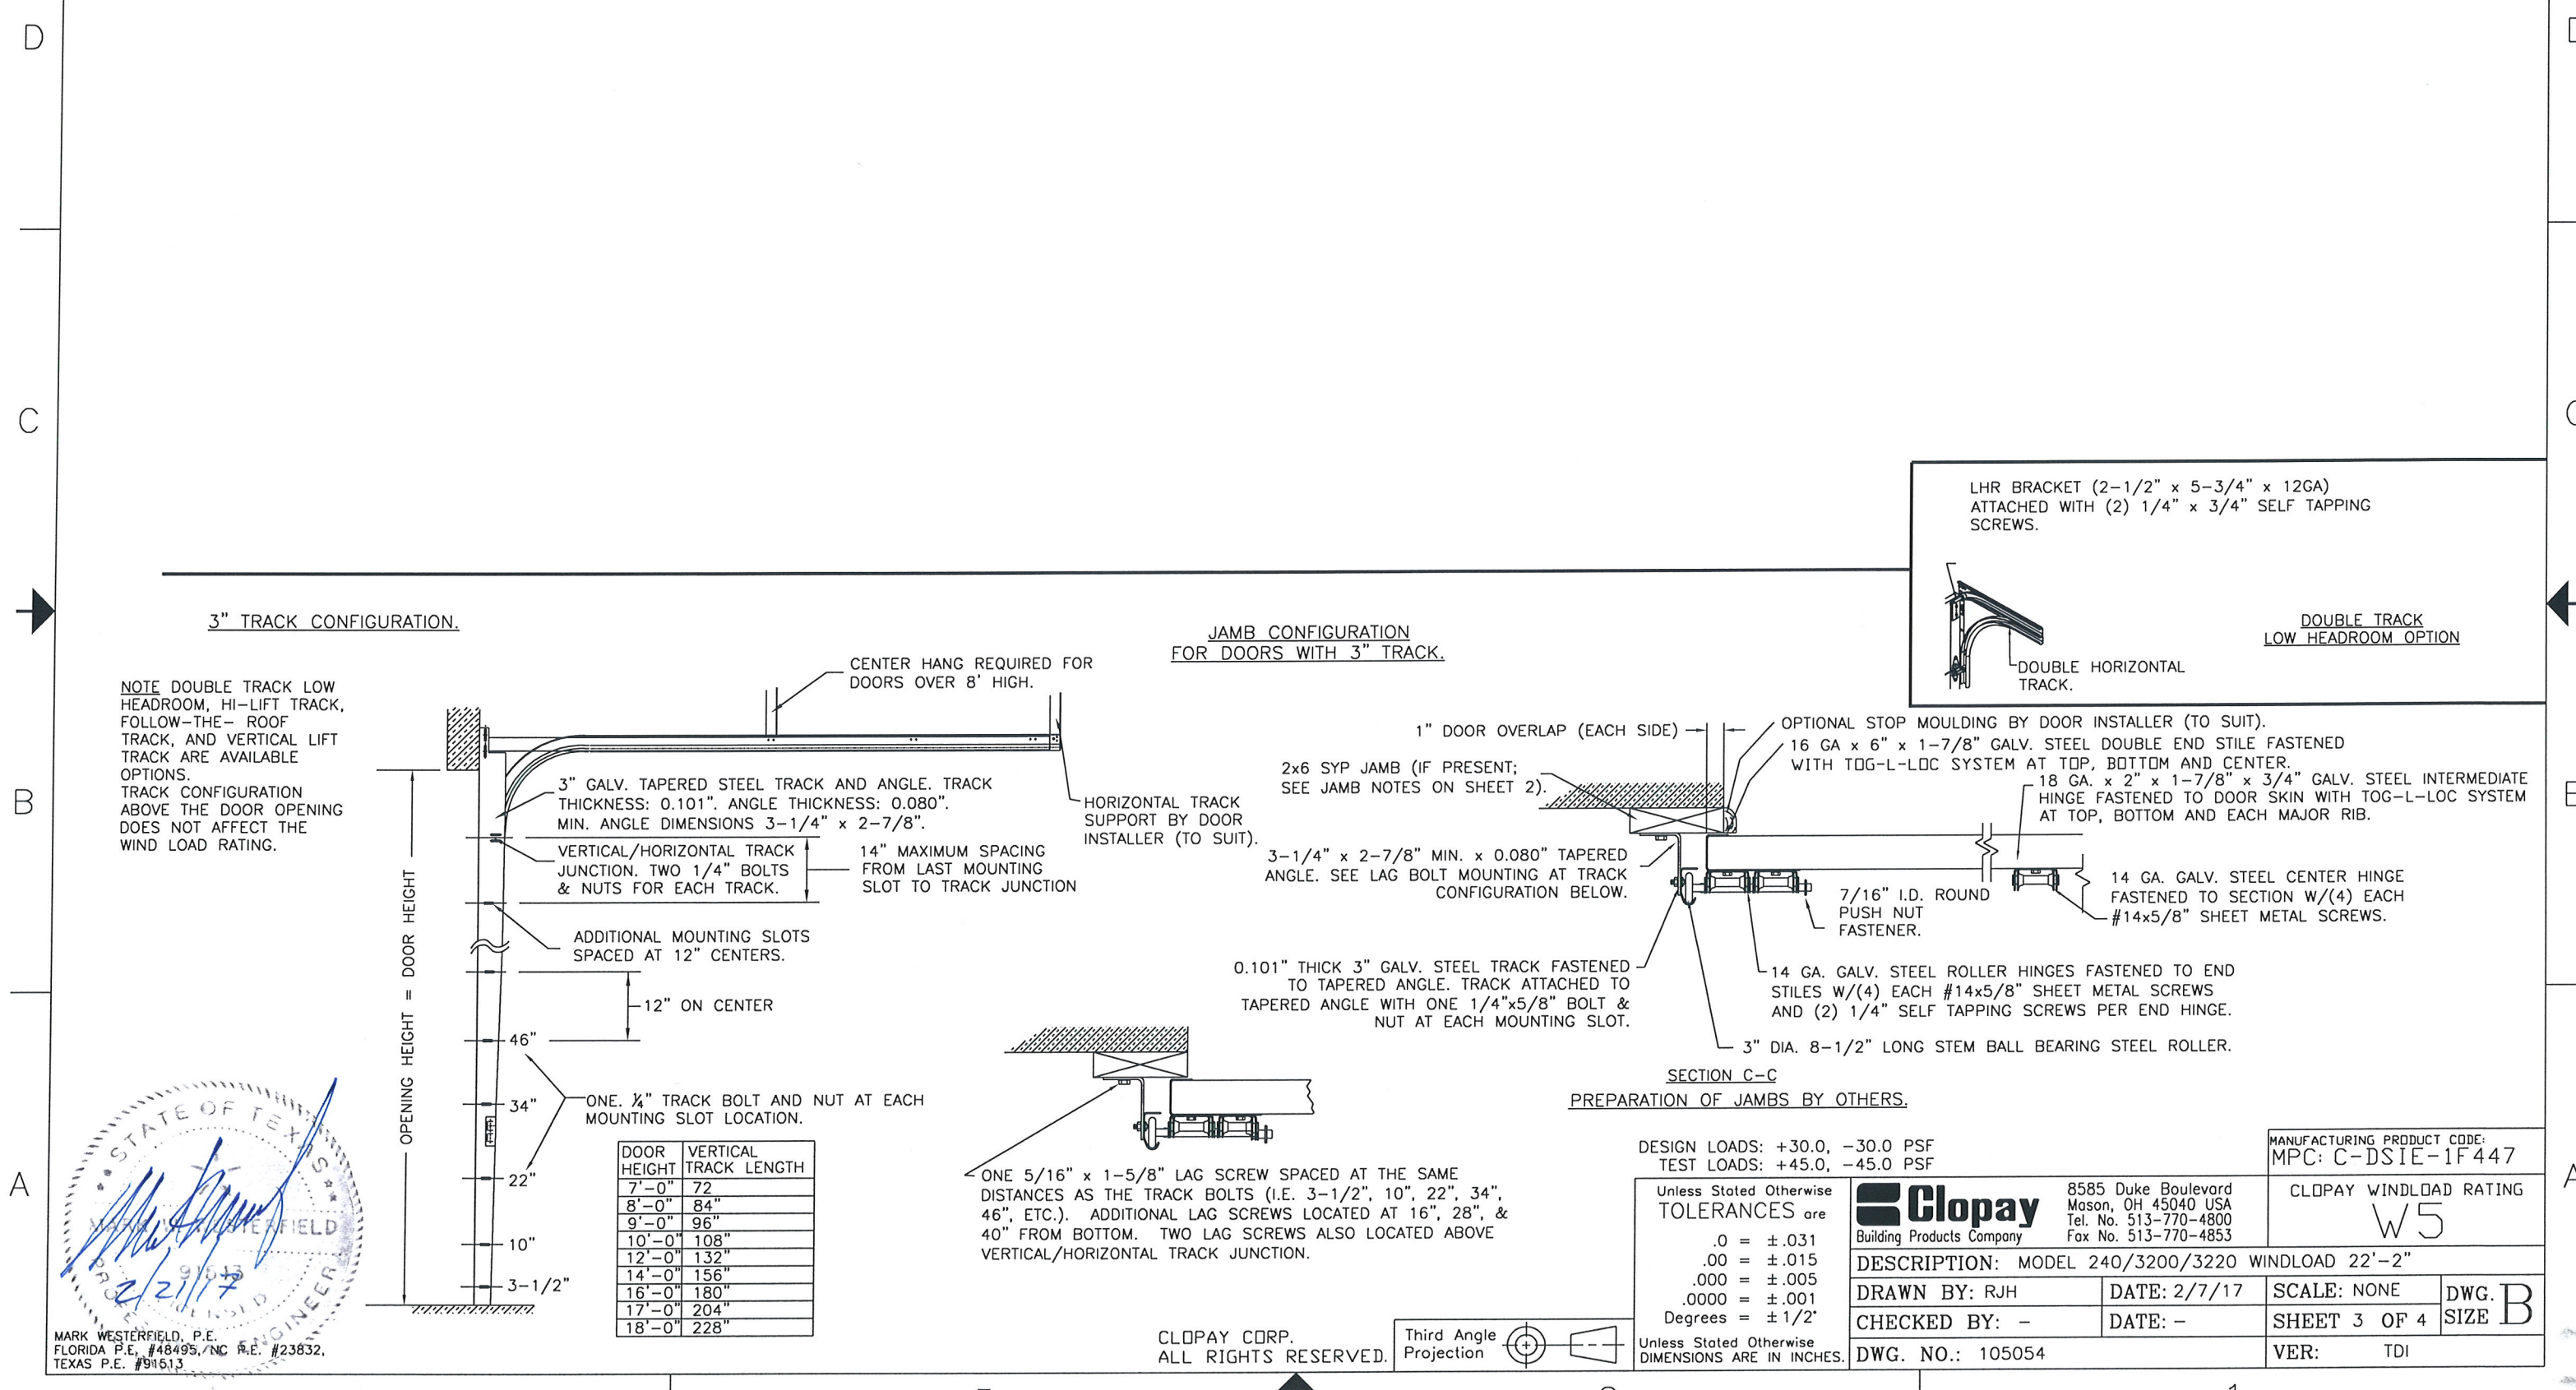 D
C
B
A
LHR BRACKET (2-1/2" x 5-3/4" x 12GA)
ATTACHED WITH (2) 1/4" x 3/4" SELF TAPPING
SCREWS.
DOUBLE TRACK
LOW HEADROOM OPTION
DOUBLE HORIZONTAL
TRACK.
3" TRACK CONFIGURATION.
NOTE DOUBLE TRACK LOW
HEADROOM, HI-LIFT TRACK,
FOLLOW-THE- ROOF
TRACK, AND VERTICAL LIFT
TRACK ARE AVAILABLE
OPTIONS.
TRACK CONFIGURATION
ABOVE THE DOOR OPENING
DOES NOT AFFECT THE
WIND LOAD RATING.
CENTER HANG REQUIRED FOR
DOORS OVER 8' HIGH.
3" GALV. TAPERED STEEL TRACK AND ANGLE. TRACK
THICKNESS: 0.101". ANGLE THICKNESS: 0.080".
MIN. ANGLE DIMENSIONS 3-1/4" x 2-7/8".
HORIZONTAL TRACK
SUPPORT BY DOOR
INSTALLER (TO SUIT).
VERTICAL/HORIZONTAL TRACK
JUNCTION. TWO 1/4" BOLTS
& NUTS FOR EACH TRACK.
14" MAXIMUM SPACING
FROM LAST MOUNTING
SLOT TO TRACK JUNCTION
ADDITIONAL MOUNTING SLOTS
SPACED AT 12" CENTERS.
12" ON CENTER
OPENING HEIGHT = DOOR HEIGHT
46"
34"
22"
10"
3-1/2"
ONE. ¼" TRACK BOLT AND NUT AT EACH
MOUNTING SLOT LOCATION.
DOOR HEIGHT VERTICAL TRACK LENGTH
7'-0" 72
8'-0" 84"
9'-0" 96"
10'-0" 108"
12'-0" 132"
14'-0" 156"
16'-0" 180"
17'-0" 204"
18'-0" 228"
JAMB CONFIGURATION
FOR DOORS WITH 3" TRACK.
1" DOOR OVERLAP (EACH SIDE)
OPTIONAL STOP MOULDING BY DOOR INSTALLER (TO SUIT).
16 GA x 6" x 1-7/8" GALV. STEEL DOUBLE END STILE FASTENED
WITH TOG-L-LOC SYSTEM AT TOP, BOTTOM AND CENTER.
2x6 SYP JAMB (IF PRESENT;
SEE JAMB NOTES ON SHEET 2).
18 GA. x 2" x 1-7/8" x 3/4" GALV. STEEL INTERMEDIATE
HINGE FASTENED TO DOOR SKIN WITH TOG-L-LOC SYSTEM
AT TOP, BOTTOM AND EACH MAJOR RIB.
3-1/4" x 2-7/8" MIN. x 0.080" TAPERED
ANGLE. SEE LAG BOLT MOUNTING AT TRACK
CONFIGURATION BELOW.
7/16" I.D. ROUND
PUSH NUT
FASTENER.
14 GA. GALV. STEEL CENTER HINGE
FASTENED TO SECTION W/(4) EACH
#14x5/8" SHEET METAL SCREWS.
0.101" THICK 3" GALV. STEEL TRACK FASTENED
TO TAPERED ANGLE. TRACK ATTACHED TO
TAPERED ANGLE WITH ONE 1/4"x5/8" BOLT &
NUT AT EACH MOUNTING SLOT.
14 GA. GALV. STEEL ROLLER HINGES FASTENED TO END
STILES W/(4) EACH #14x5/8" SHEET METAL SCREWS
AND (2) 1/4" SELF TAPPING SCREWS PER END HINGE.
3" DIA. 8-1/2" LONG STEM BALL BEARING STEEL ROLLER.
SECTION C-C
PREPARATION OF JAMBS BY OTHERS.
ONE 5/16" x 1-5/8" LAG SCREW SPACED AT THE SAME
DISTANCES AS THE TRACK BOLTS (I.E. 3-1/2", 10", 22", 34",
46", ETC.). ADDITIONAL LAG SCREWS LOCATED AT 16", 28", &
40" FROM BOTTOM. TWO LAG SCREWS ALSO LOCATED ABOVE
VERTICAL/HORIZONTAL TRACK JUNCTION.
STATE OF TEXAS
MARK WESTERFIELD
91513
LICENSED
PROFESSIONAL ENGINEER
2/21/17
MARK WESTERFIELD, P.E.
FLORIDA P.E. #48495, NC P.E. #23832,
TEXAS P.E. #91513
CLOPAY CORP.
ALL RIGHTS RESERVED.
Third Angle
Projection
DESIGN LOADS: +30.0, -30.0 PSF
TEST LOADS: +45.0, -45.0 PSF
Unless Stated Otherwise
TOLERANCES are
.0 = ±.031
.00 = ±.015
.000 = ±.005
.0000 = ±.001
Degrees = ±1/2°
Unless Stated Otherwise
DIMENSIONS ARE IN INCHES.
Clopay
Building Products Company
8585 Duke Boulevard
Mason, OH 45040 USA
Tel. No. 513-770-4800
Fax No. 513-770-4853
MANUFACTURING PRODUCT CODE:
MPC: C-DSIE-1F447
CLOPAY WINDLOAD RATING
W5
DESCRIPTION: MODEL 240/3200/3220 WINDLOAD 22'-2"
DRAWN BY: RJH DATE: 2/7/17 SCALE: NONE
CHECKED BY: - DATE: - SHEET 3 OF 4
DWG. SIZE B
DWG. NO.: 105054 VER: TDI